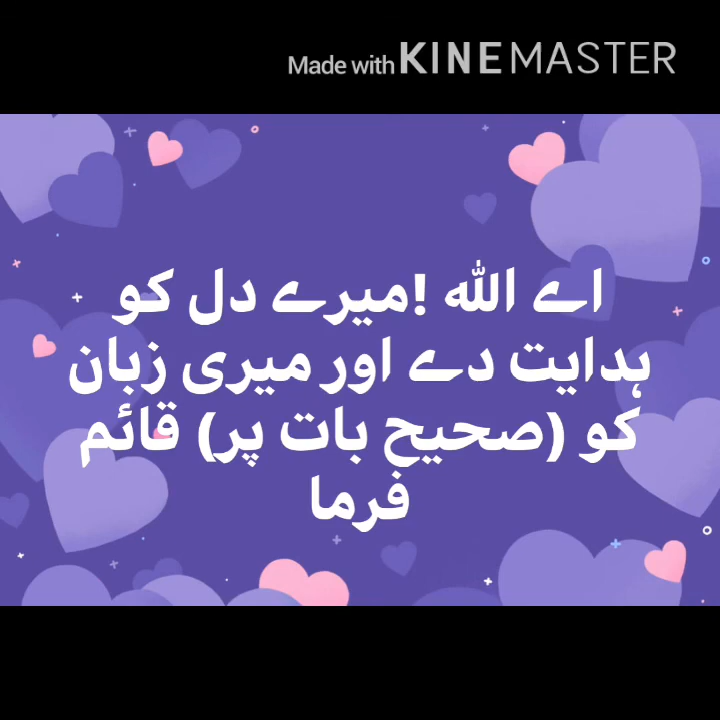 Made with KINEMASTER
اے اللہ !میرے دل کو
ہدایت دے اور میری زبان
کو (صحیح بات پر) قائم
فرما